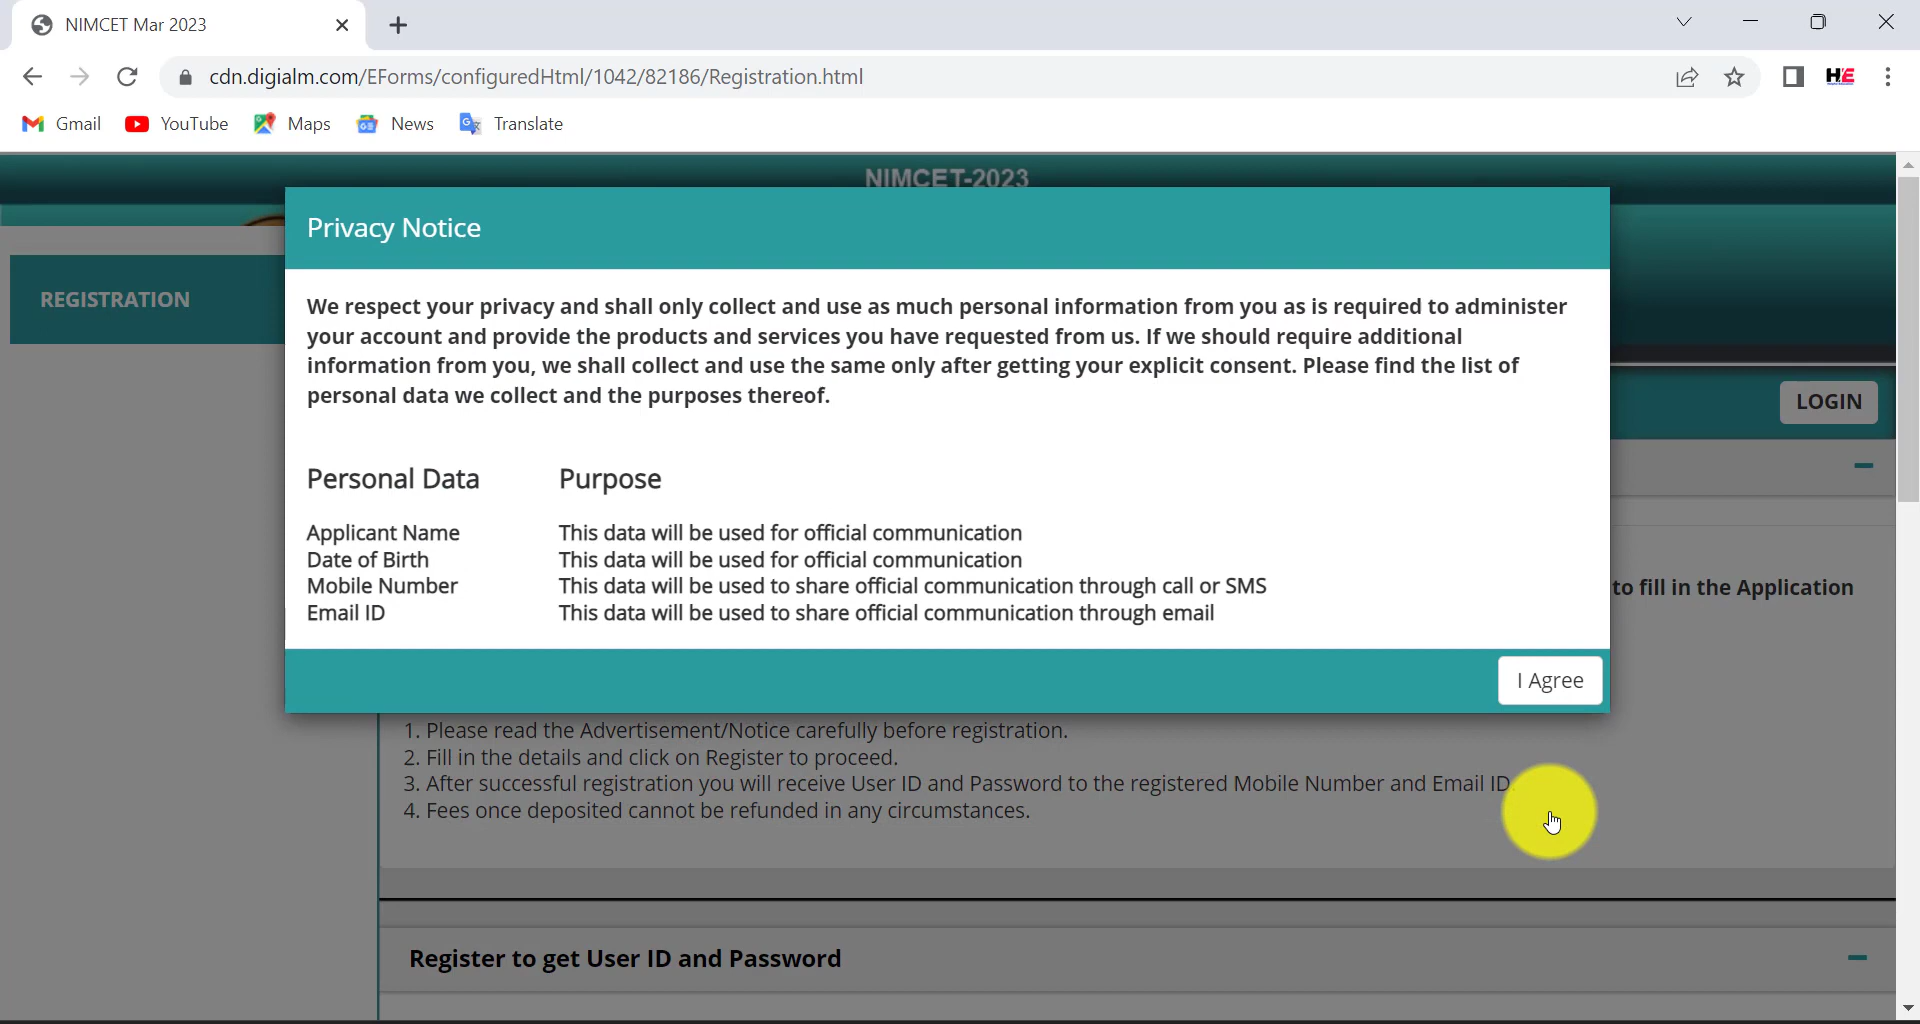 NIMCET Mar 2023
cdn.digialm.com/EForms/configuredHtml/1042/82186/Registration.html
HE
Gmail
YouTube
Maps
News
Translate
NIMCET-2023
Privacy Notice
REGISTRATION
We respect your privacy and shall only collect and use as much personal information from you as is required to administer
your account and provide the products and services you have requested from us. If we should require additional
information from you, we shall collect and use the same only after getting your explicit consent. Please find the list of
personal data we collect and the purposes thereof.
LOGIN
Personal Data Purpose
Applicant Name This data will be used for official communication
Date of Birth This data will be used for official communication
Mobile Number This data will be used to share official communication through call or SMS
Email ID This data will be used to share official communication through email
to fill in the Application
I Agree
1. Please read the Advertisement/Notice carefully before registration.
2. Fill in the details and click on Register to proceed.
3. After successful registration you will receive User ID and Password to the registered Mobile Number and Email ID
4. Fees once deposited cannot be refunded in any circumstances.
Register to get User ID and Password